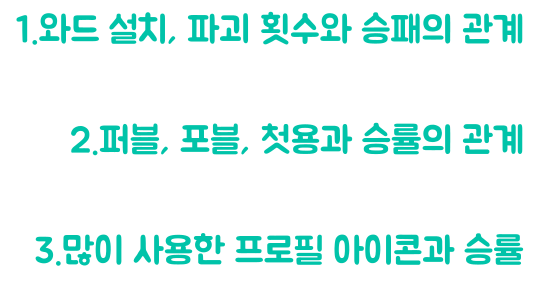 1.와드 설치, 파괴 횟수와 승패의 관계
2.퍼블, 포블, 첫용과 승률의 관계
3.많이 사용한 프로필 아이콘과 승률